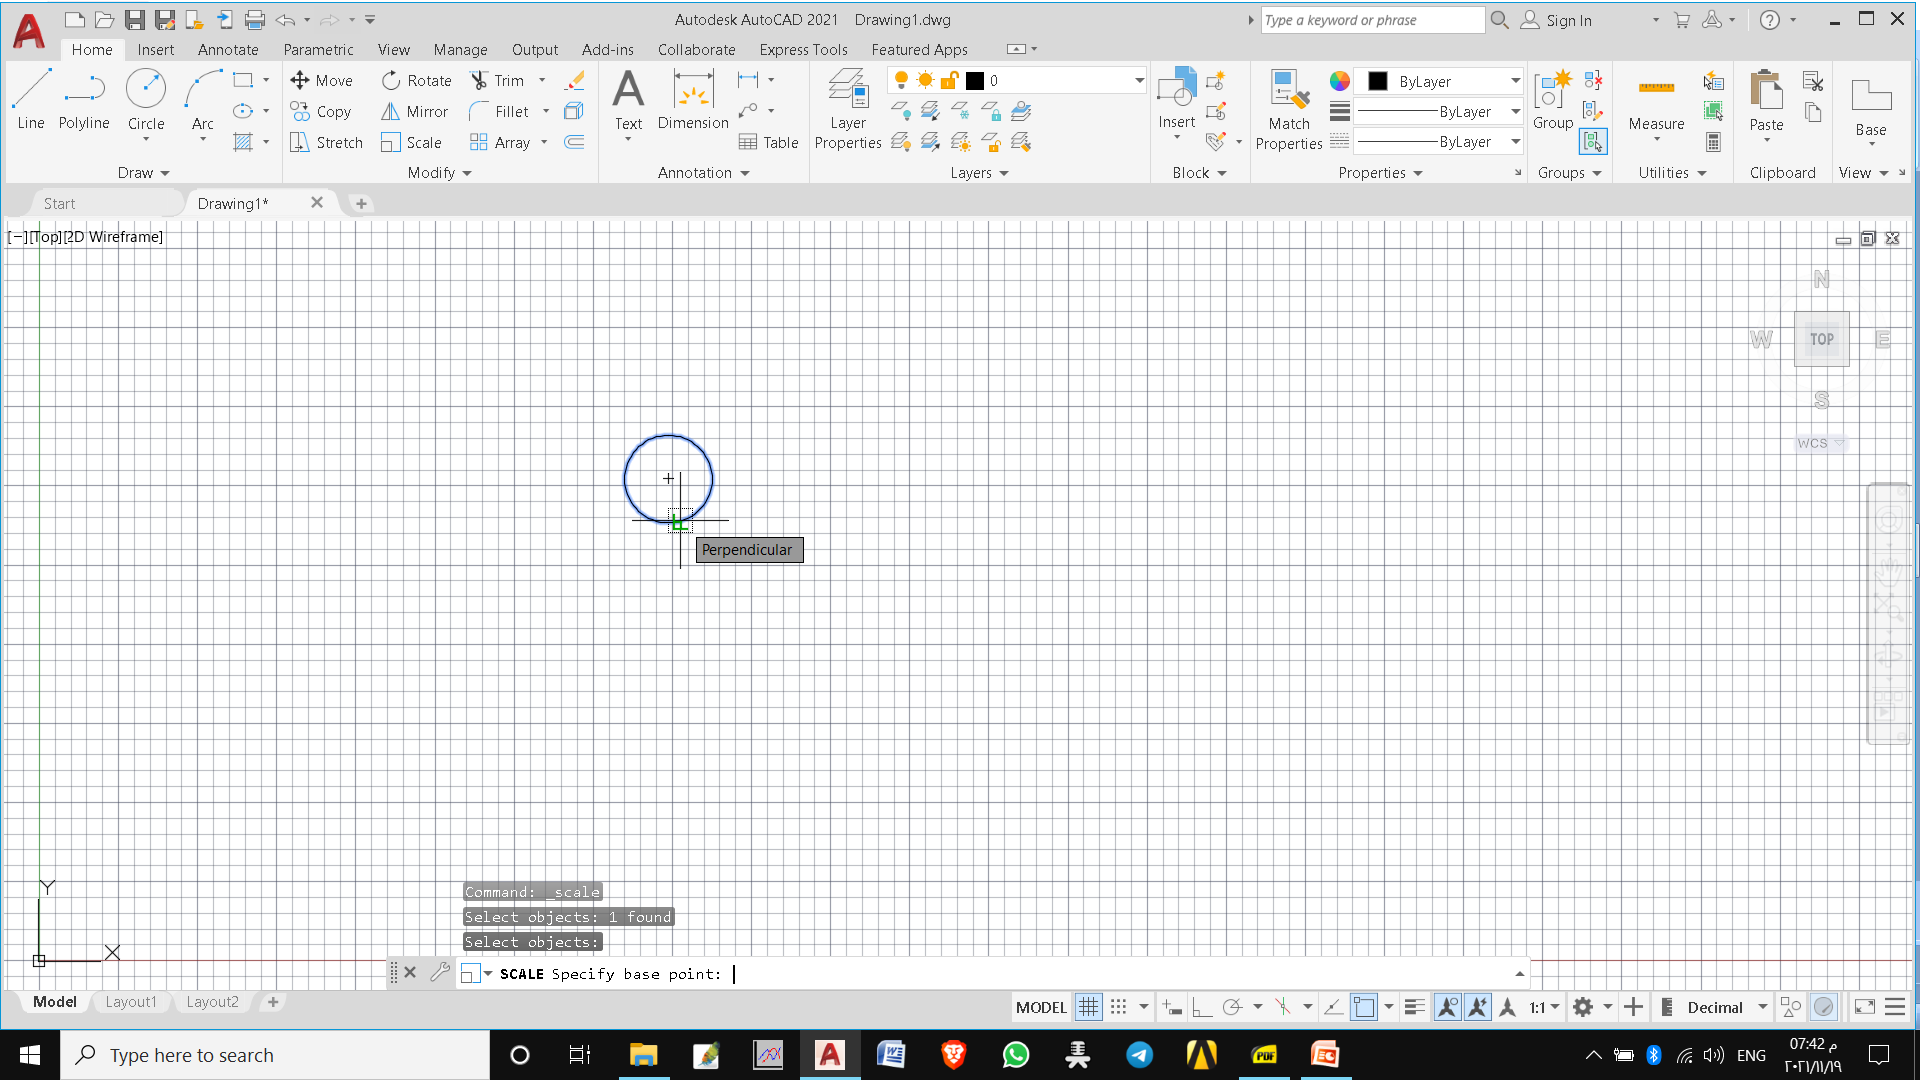 Autodesk AutoCAD 2021 Drawing1.dwg
Type a keyword or phrase
Sign In
Home Insert Annotate Parametric View Manage Output Add-ins Collaborate Express Tools Featured Apps
Line
Polyline
Circle
Arc
Draw
Move
Rotate
Trim
Copy
Mirror
Fillet
Stretch
Scale
Array
Modify
A
Text
Dimension
Table
Annotation
Layer
Properties
0
Layers
Insert
Block
Match
Properties
ByLayer
ByLayer
ByLayer
Properties
Group
Groups
Measure
Utilities
Paste
Clipboard
Base
View
Start
Drawing1*
[−][Top][2D Wireframe]
N
W
TOP
E
S
WCS
Perpendicular
Y
X
Command: _scale
Select objects: 1 found
Select objects:
SCALE Specify base point:
Model Layout1 Layout2
MODEL
1:1
Decimal
Type here to search
PDF
ENG
07:42 م
٢٠٢١/١١/١٩